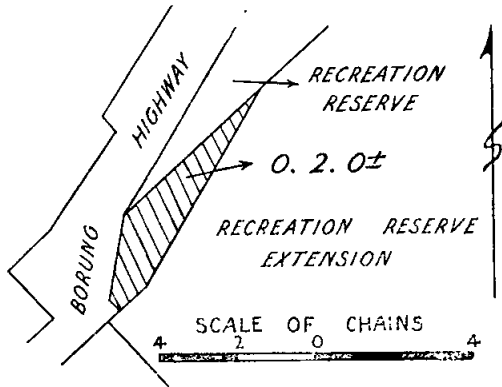 RECREATION
RESERVE
HIGHWAY
0. 2. 0±
RECREATION RESERVE
EXTENSION
BORUNG
SCALE OF CHAINS
4 2 0 4